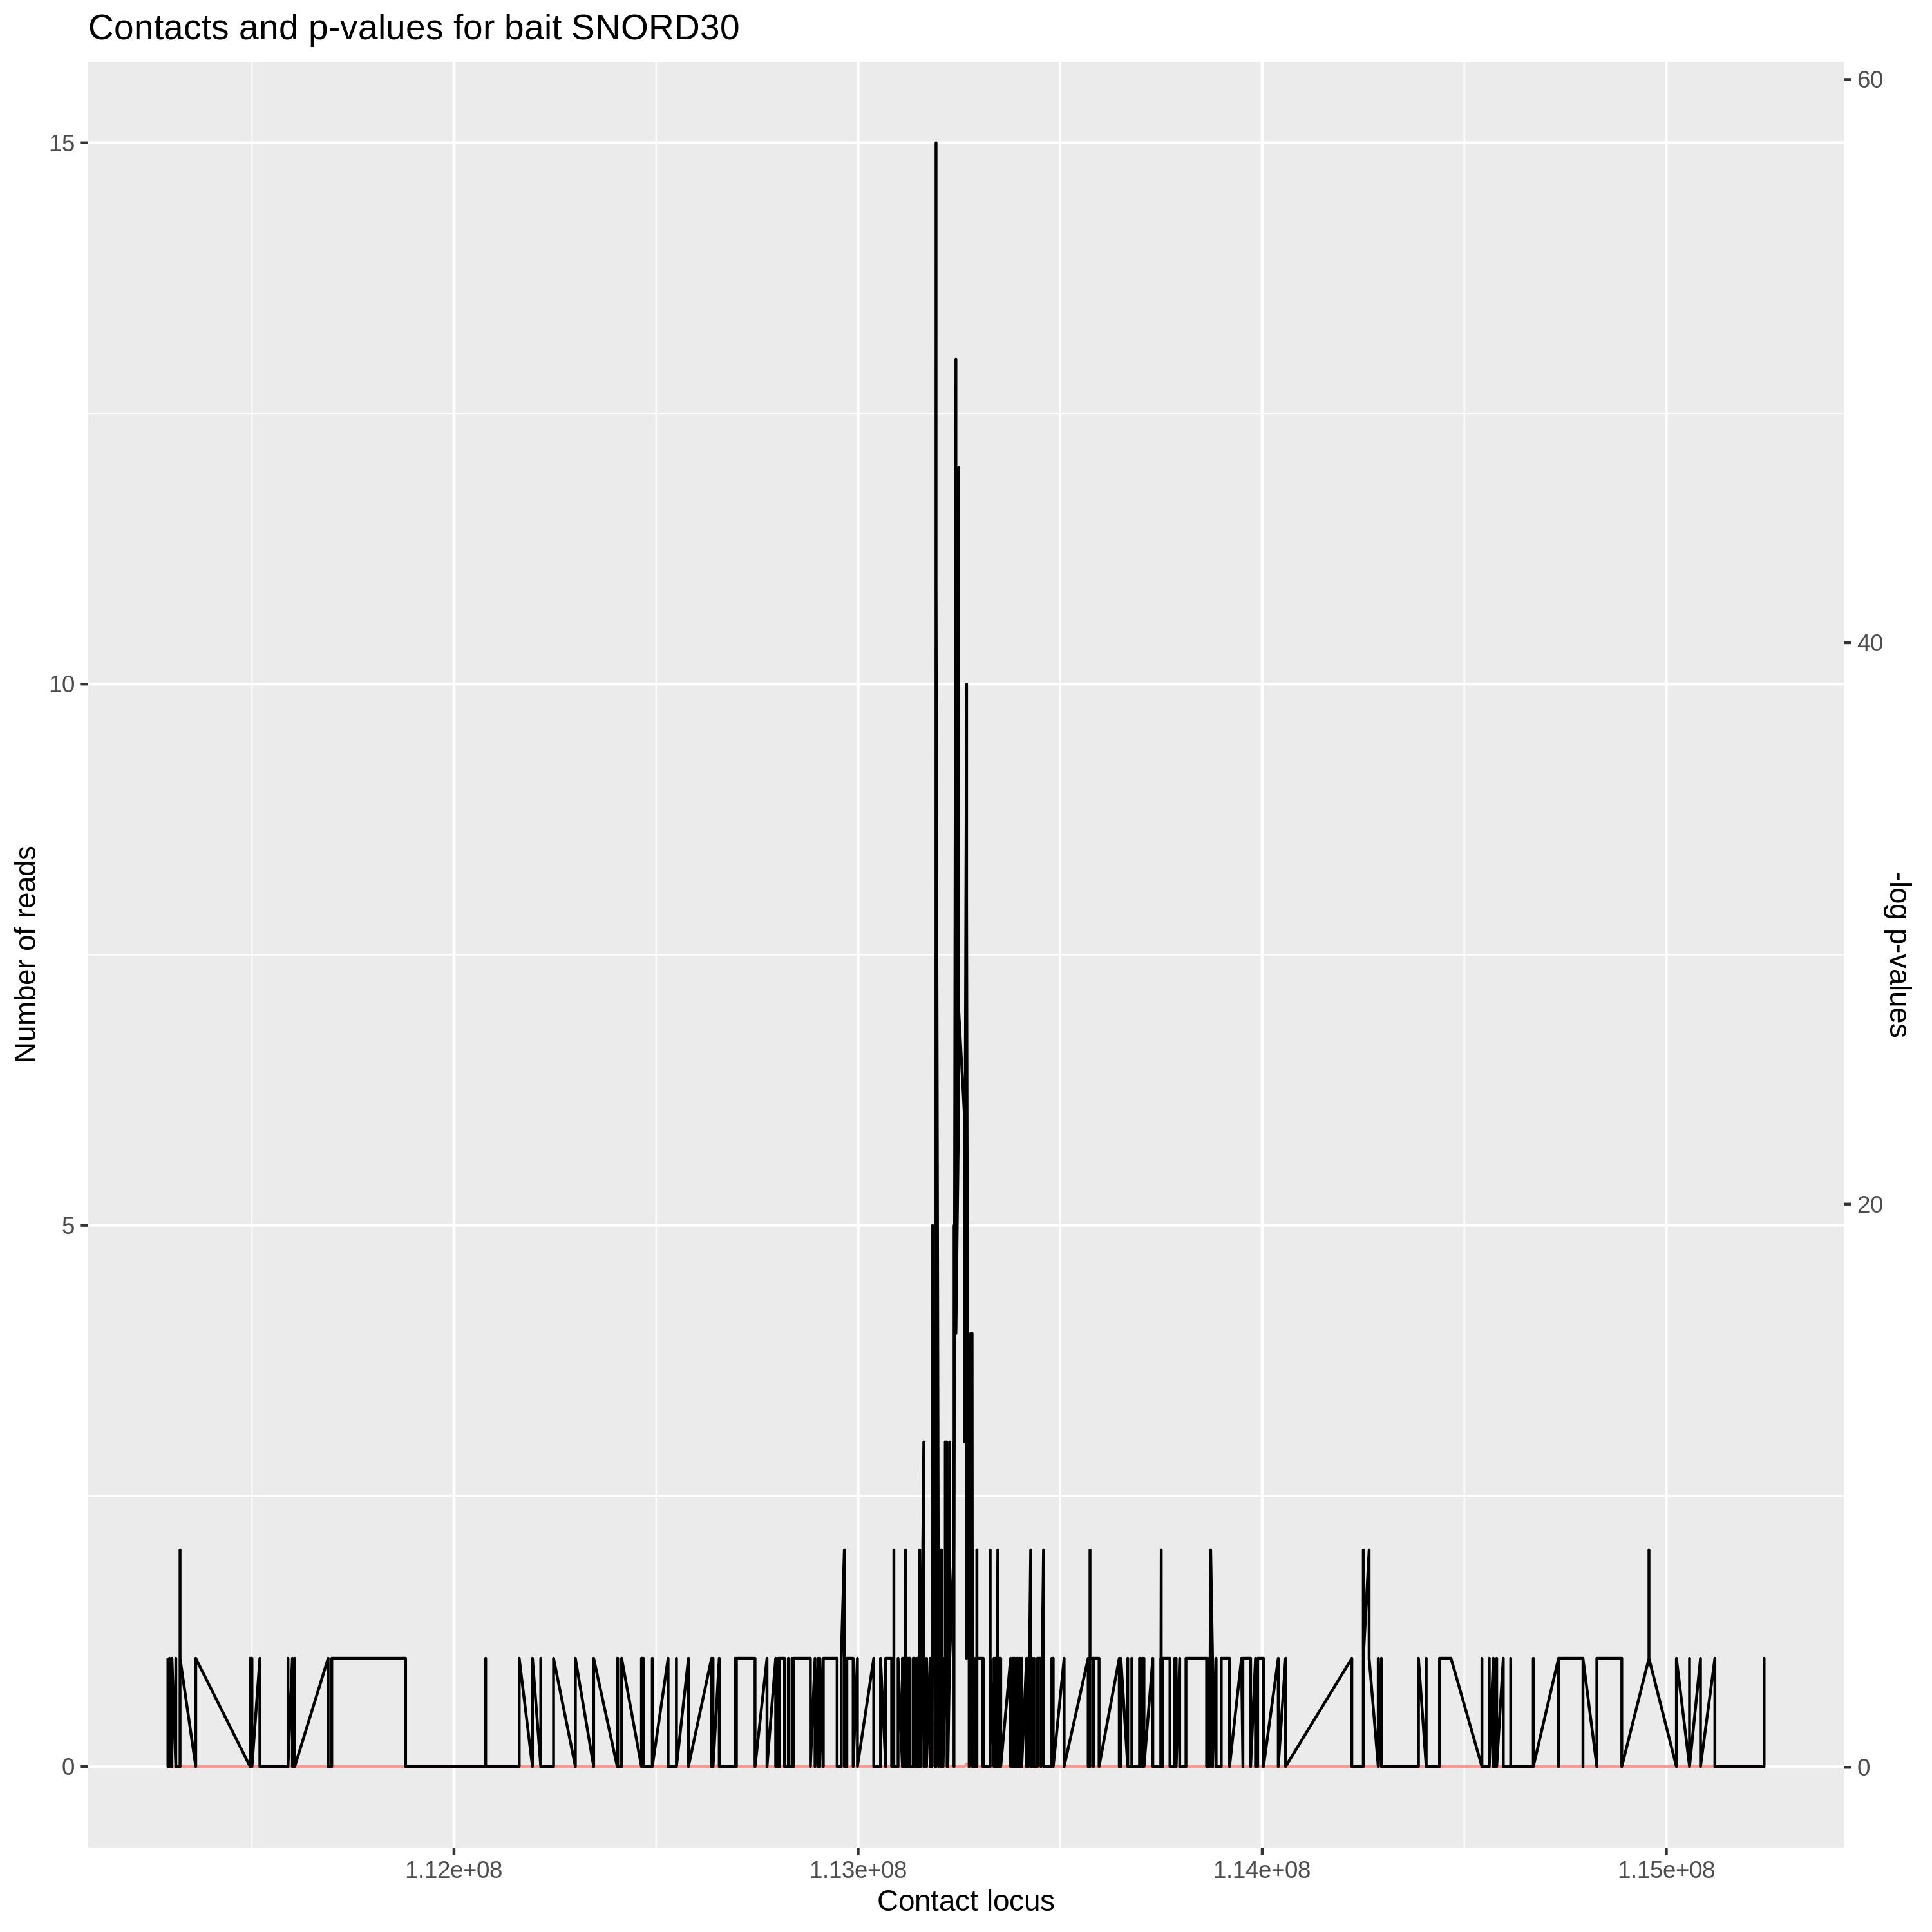 Contacts and p-values for bait SNORD30
15
10
5
0
60
40
20
0
Number of reads
-log p-values
1.12e+08
1.13e+08
1.14e+08
1.15e+08
Contact locus